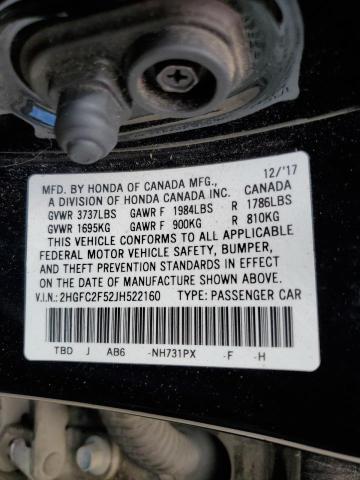 12/'17
MFD. BY HONDA OF CANADA MFG., CANADA
A DIVISION OF HONDA CANADA INC.
GVWR 3737LBS GAWR F 1984LBS R 1786LBS
GVWR 1695KG GAWR F 900KG R 810KG
THIS VEHICLE CONFORMS TO ALL APPLICABLE
FEDERAL MOTOR VEHICLE SAFETY, BUMPER,
AND THEFT PREVENTION STANDARDS IN EFFECT
ON THE DATE OF MANUFACTURE SHOWN ABOVE.
V.I.N.: 2HGFC2F52JH522160 TYPE: PASSENGER CAR
TBD J AB6 -NH731PX -F -H